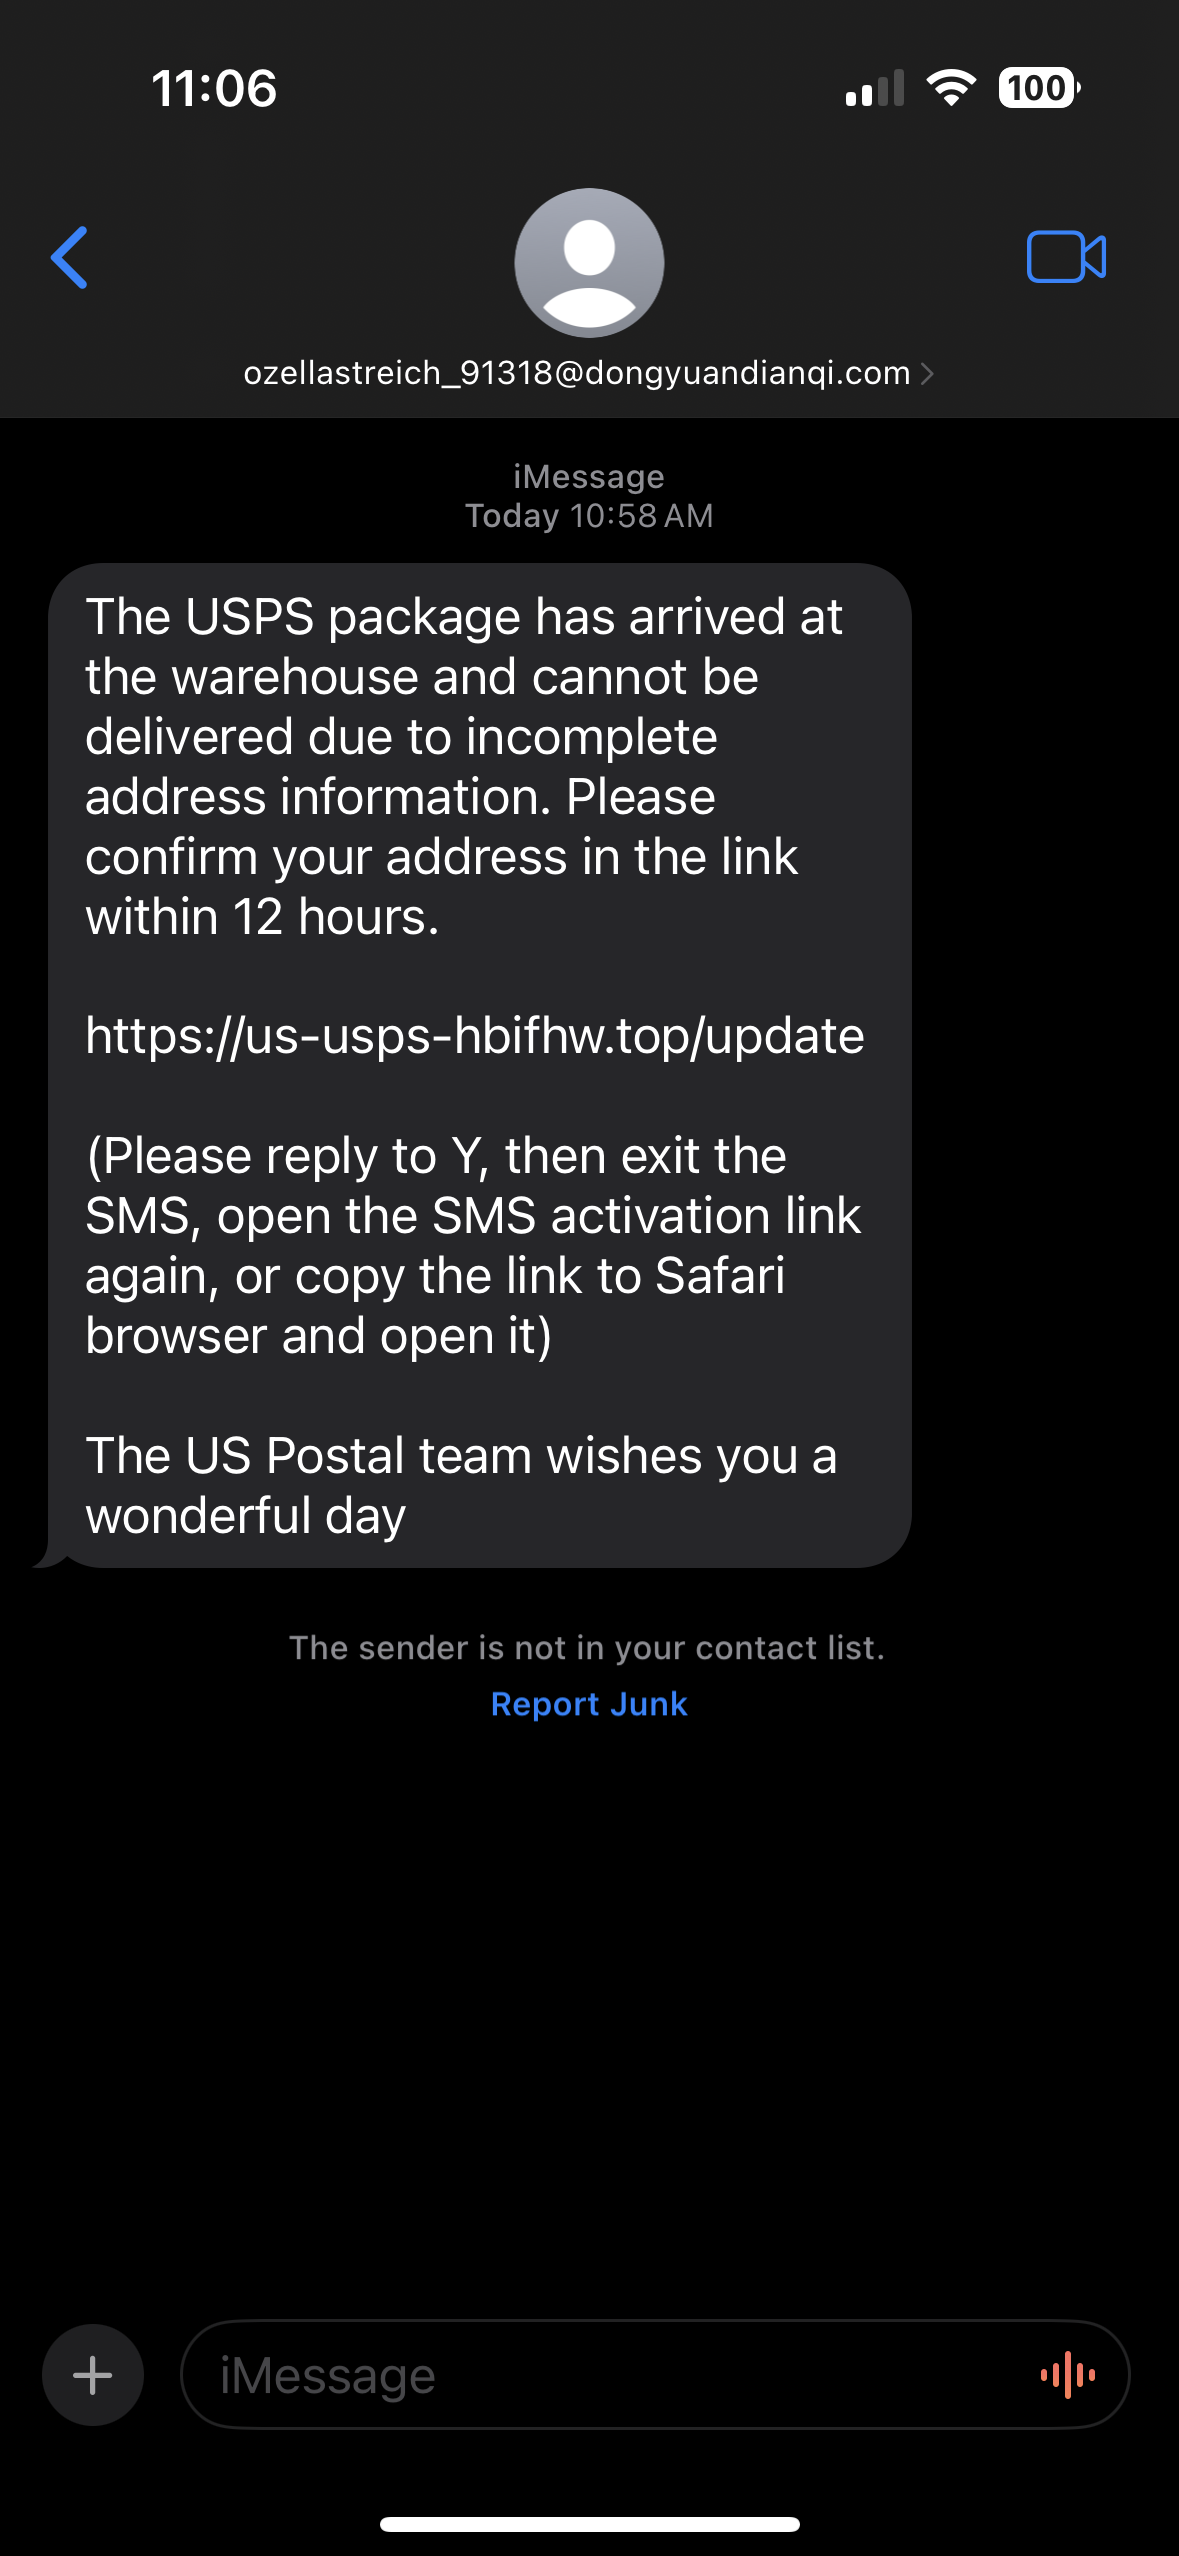 11:06
100
ozellastreich_91318@dongyuandianqi.com
iMessage
Today 10:58 AM
The USPS package has arrived at
the warehouse and cannot be
delivered due to incomplete
address information. Please
confirm your address in the link
within 12 hours.
https://us-usps-hbifhw.top/update
(Please reply to Y, then exit the
SMS, open the SMS activation link
again, or copy the link to Safari
browser and open it)
The US Postal team wishes you a
wonderful day
The sender is not in your contact list.
Report Junk
iMessage